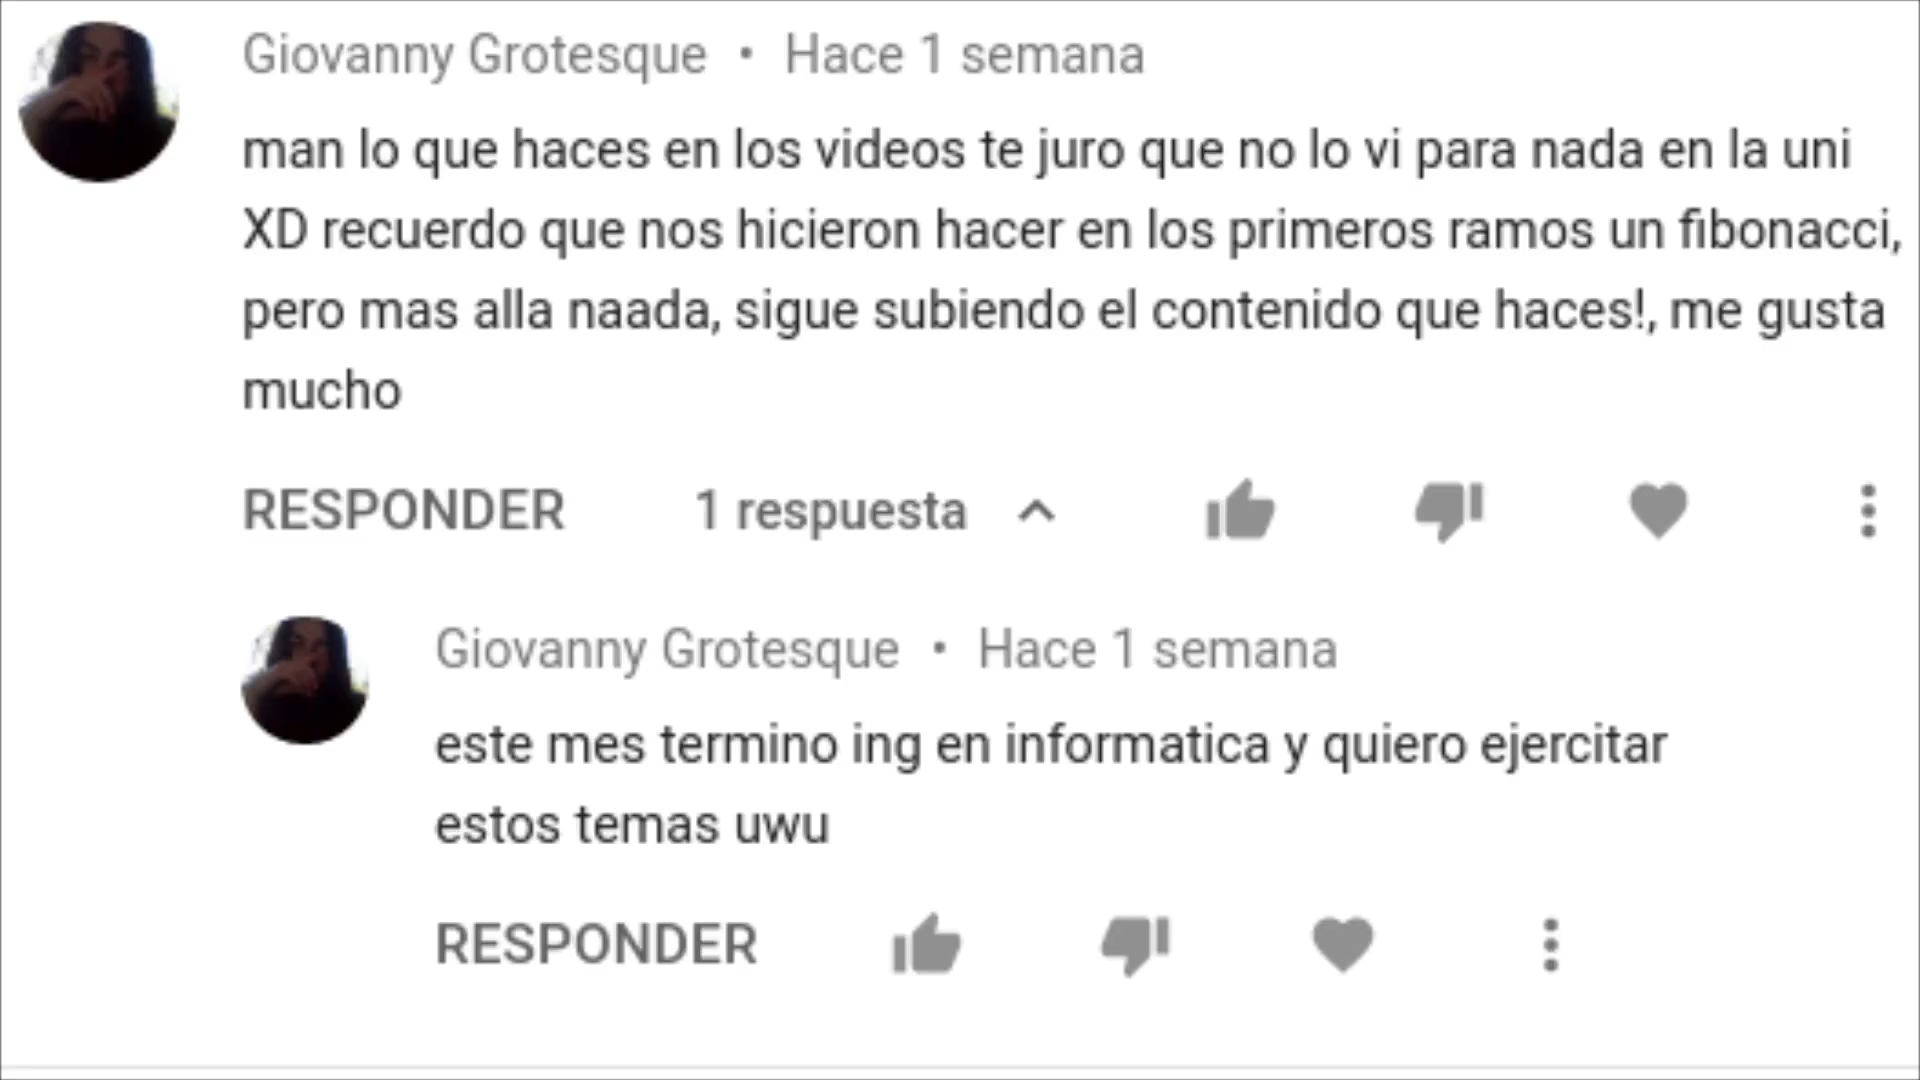 Giovanny Grotesque • Hace 1 semana
man lo que haces en los videos te juro que no lo vi para nada en la uni
XD recuerdo que nos hicieron hacer en los primeros ramos un fibonacci,
pero mas alla naada, sigue subiendo el contenido que haces!, me gusta
mucho
RESPONDER 1 respuesta
Giovanny Grotesque • Hace 1 semana
este mes termino ing en informatica y quiero ejercitar
estos temas uwu
RESPONDER